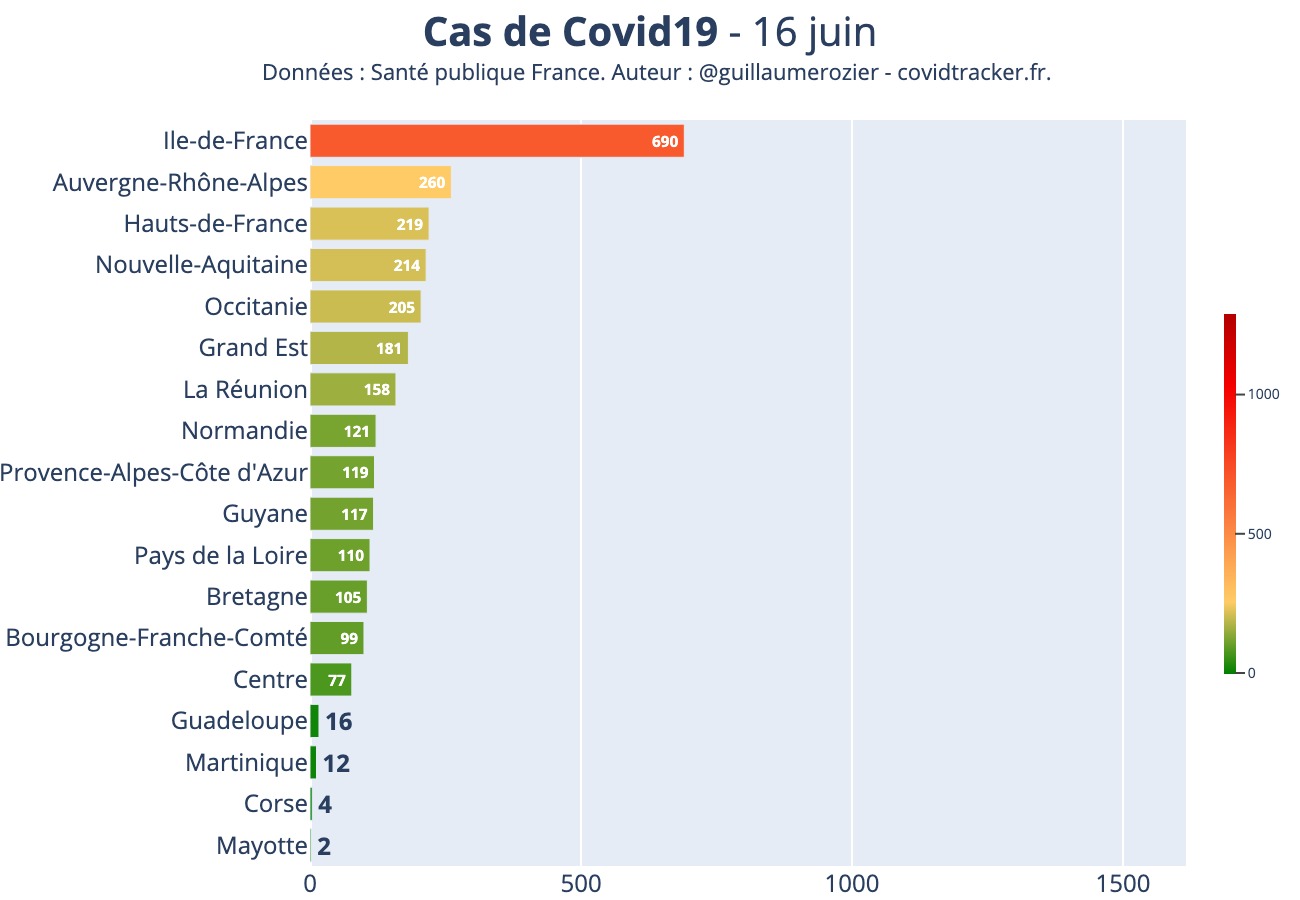 Cas de Covid19 - 16 juin
Données : Santé publique France. Auteur : @guillaumerozier - covidtracker.fr.
Ile-de-France 690
Auvergne-Rhône-Alpes 260
Hauts-de-France 219
Nouvelle-Aquitaine 214
Occitanie 205
Grand Est 181
La Réunion 158
Normandie 121
Provence-Alpes-Côte d'Azur 119
Guyane 117
Pays de la Loire 110
Bretagne 105
Bourgogne-Franche-Comté 99
Centre 77
Guadeloupe 16
Martinique 12
Corse 4
Mayotte 2
0 500 1000 1500
1000
500
0